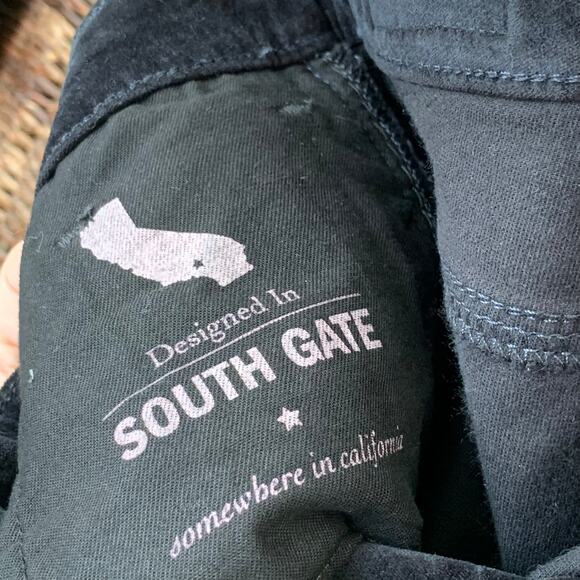 Designed In
SOUTH GATE
somewhere in california